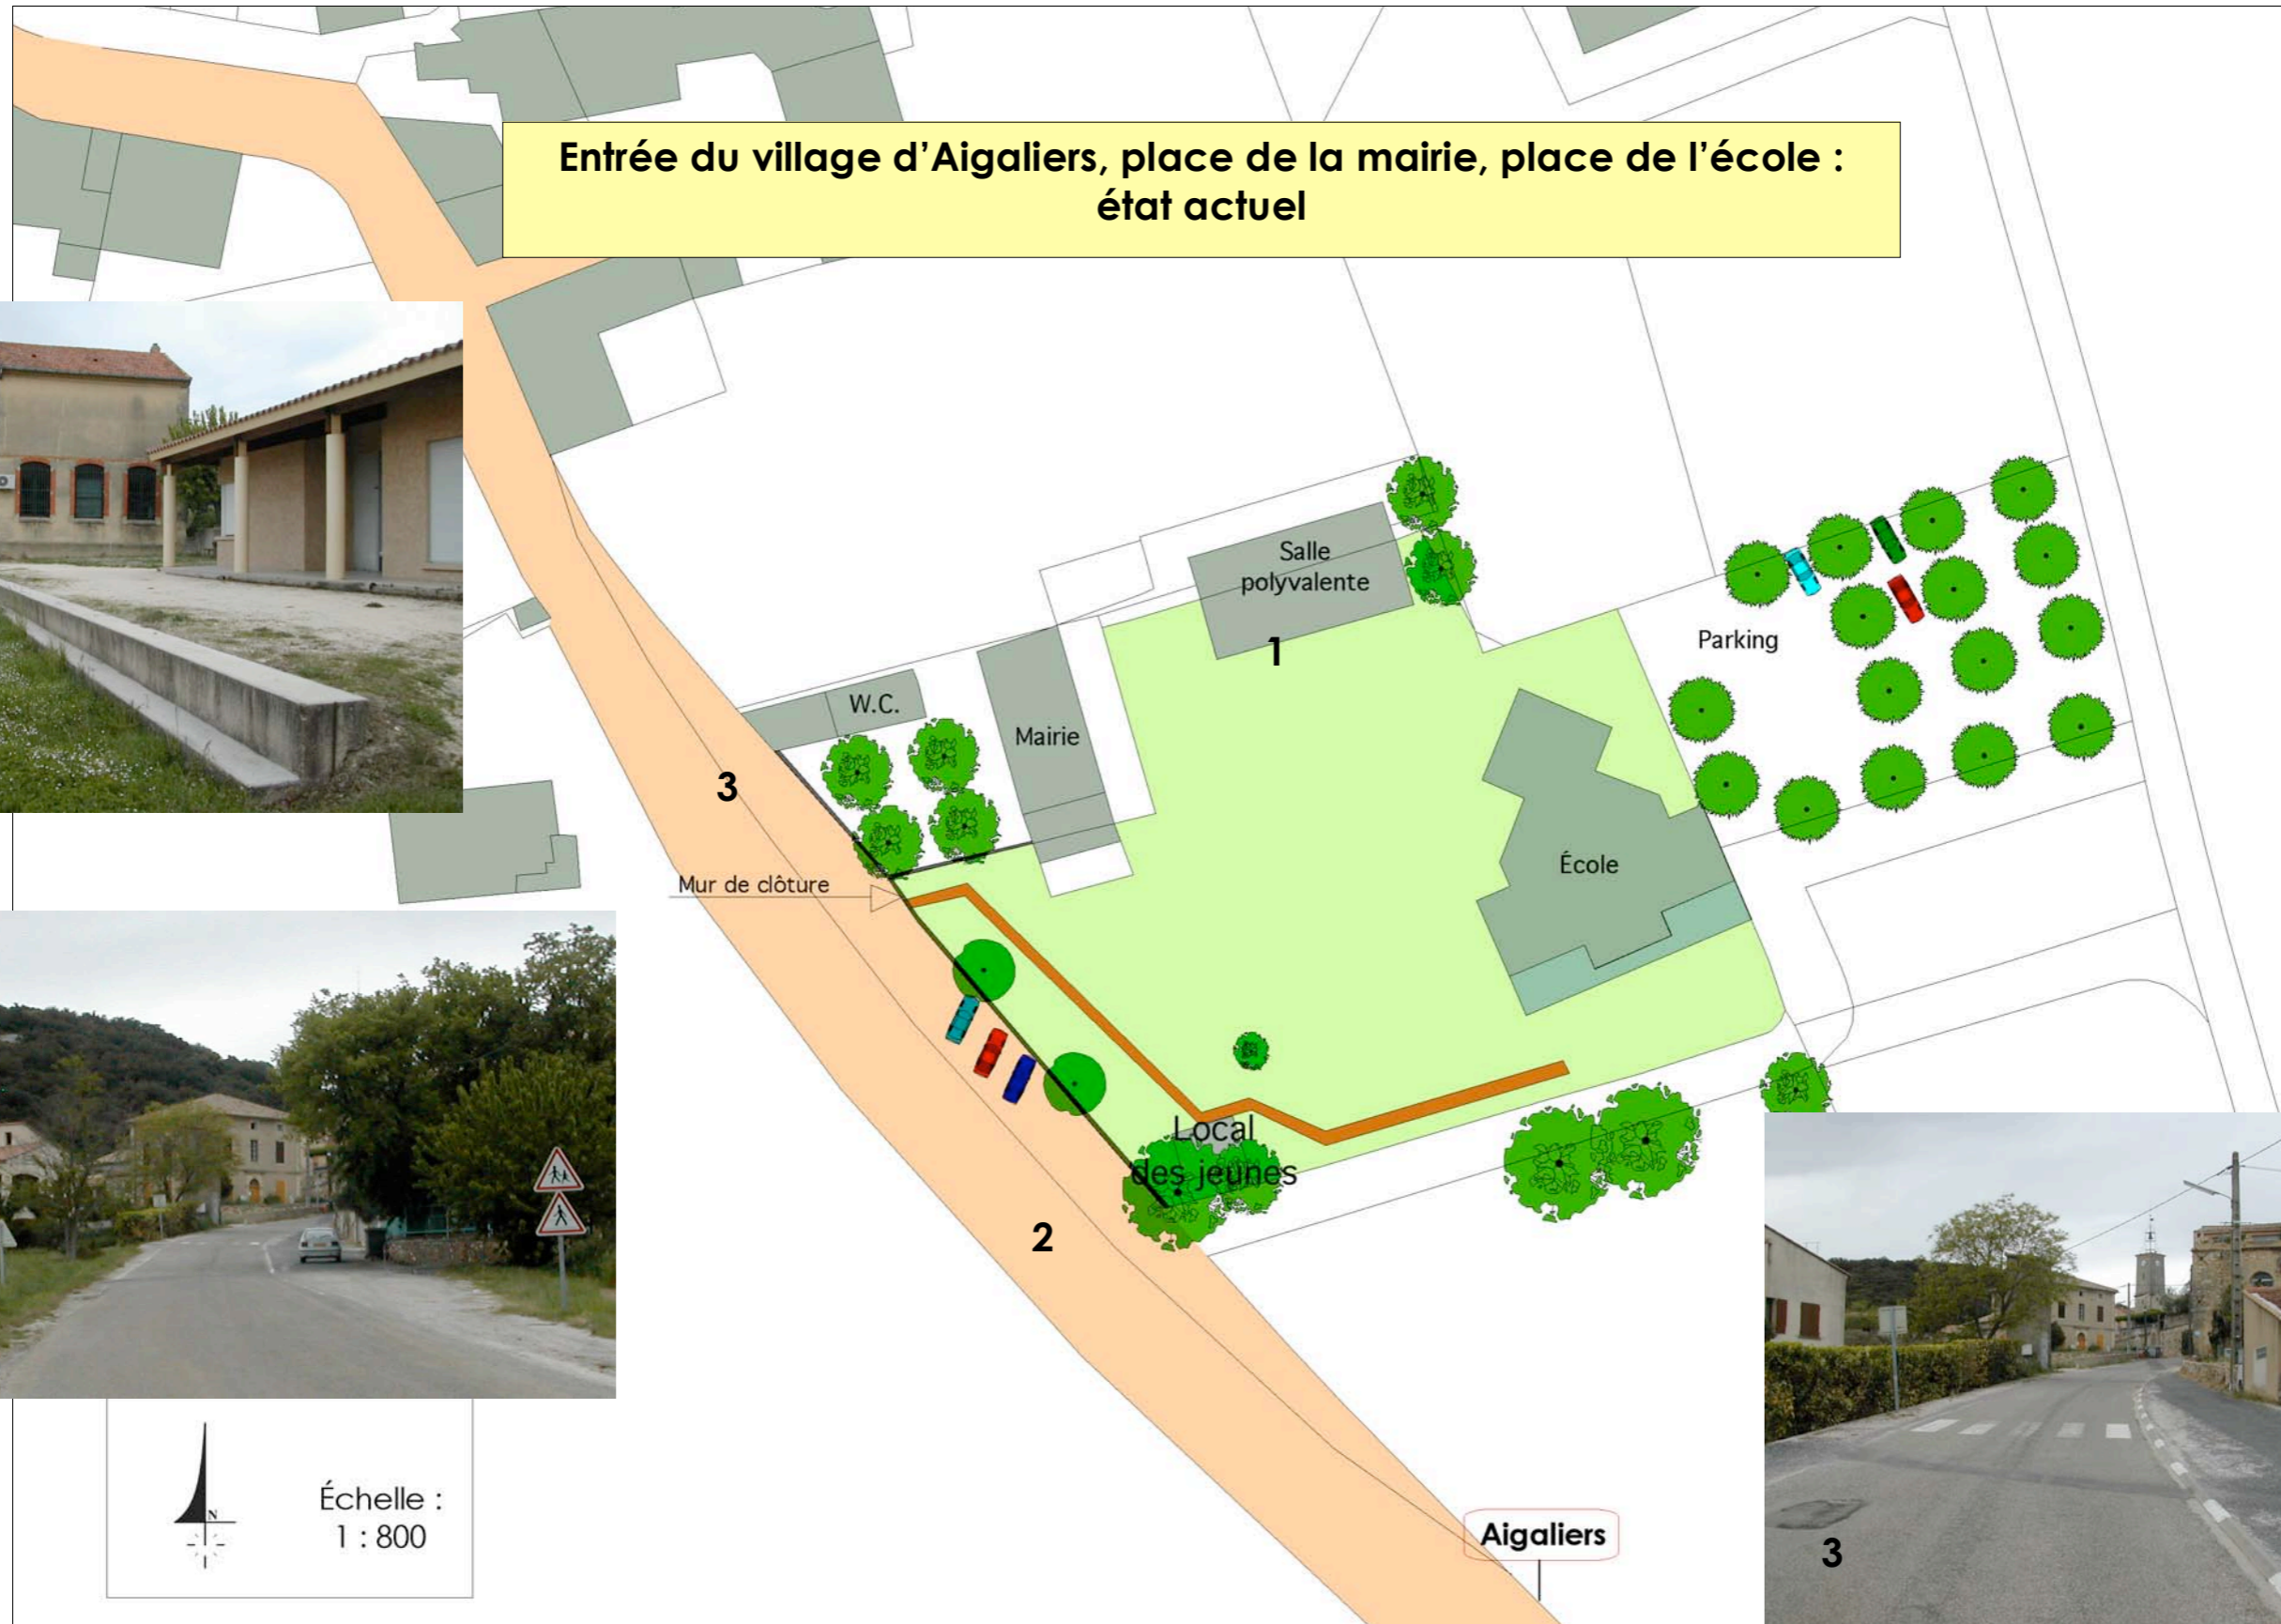 Entrée du village d'Aigaliers, place de la mairie, place de l'école :
état actuel
Salle
polyvalente
1
Parking
W.C.
Mairie
3
École
Mur de clôture
Local
des jeunes
2
N
Échelle :
1 : 800
Aigaliers
3